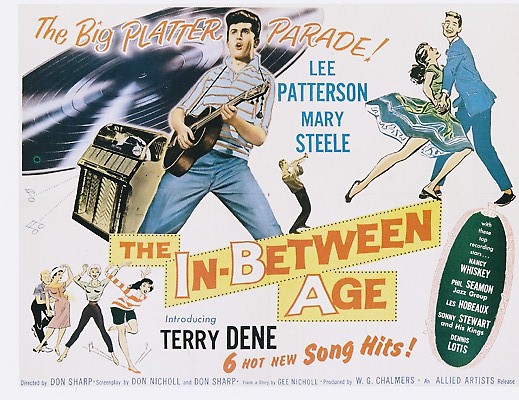 The Big PLATTER PARADE!
LEE
PATTERSON
MARY
STEELE
THE IN-BETWEEN
AGE
Introducing
TERRY DENE
6 HOT NEW Song Hits!
with
these
top
recording
stars...
NANCY
WHISKEY
PHIL SEAMON
Jazz Group
LES HOBEAUX
SONNY STEWART
and His Kings
DENNIS
LOTIS
Directed by DON SHARP · Screenplay by DON NICHOLL and DON SHARP · From a Story by GEE NICHOLL · Produced by W. G. CHALMERS · An ALLIED ARTISTS Release